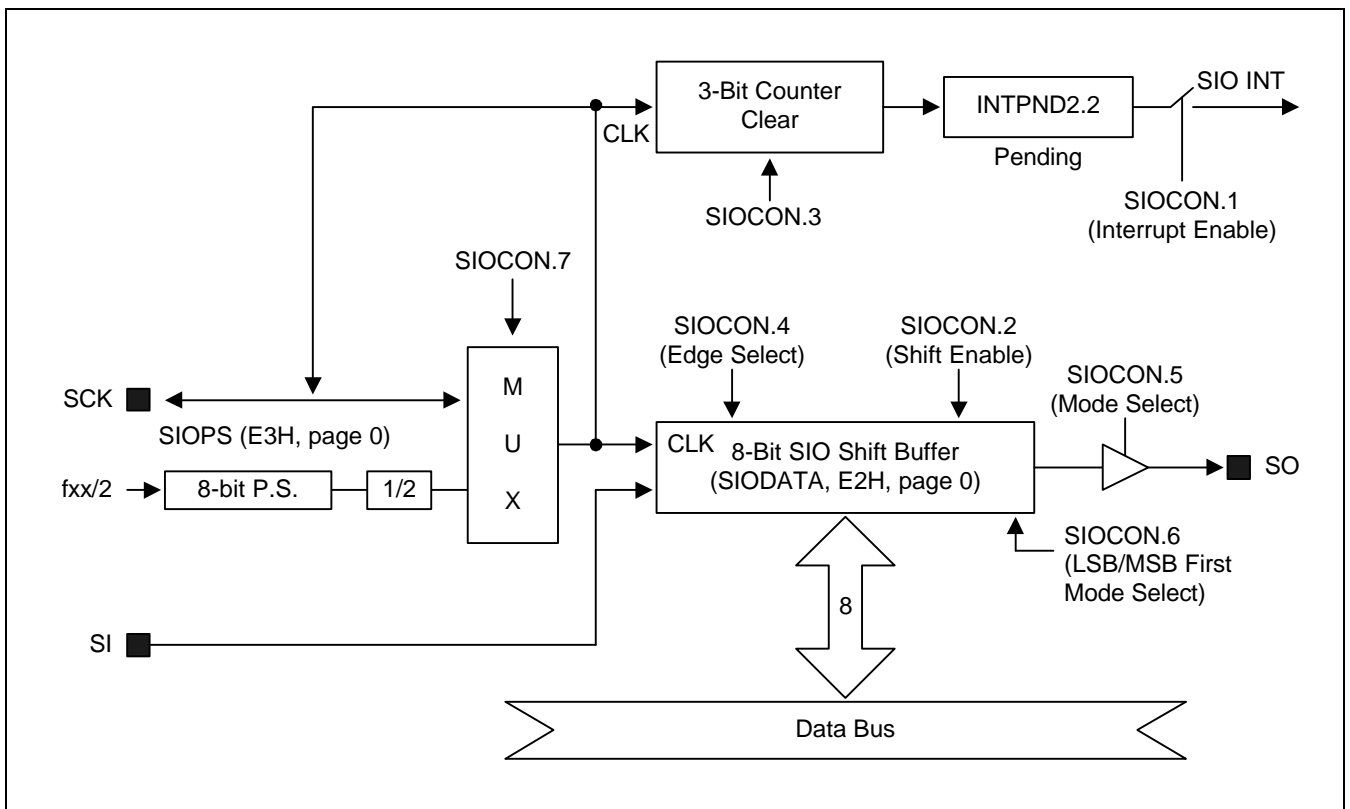 3-Bit Counter
Clear
CLK
INTPND2.2
Pending
SIO INT
SIOCON.3
SIOCON.1
(Interrupt Enable)
SIOCON.7
SIOCON.4
(Edge Select)
SIOCON.2
(Shift Enable)
SIOCON.5
(Mode Select)
SCK
SIOPS (E3H, page 0)
fxx/2
8-bit P.S.
1/2
M
U
X
CLK
8-Bit SIO Shift Buffer
(SIODATA, E2H, page 0)
SO
SIOCON.6
(LSB/MSB First
Mode Select)
8
SI
Data Bus